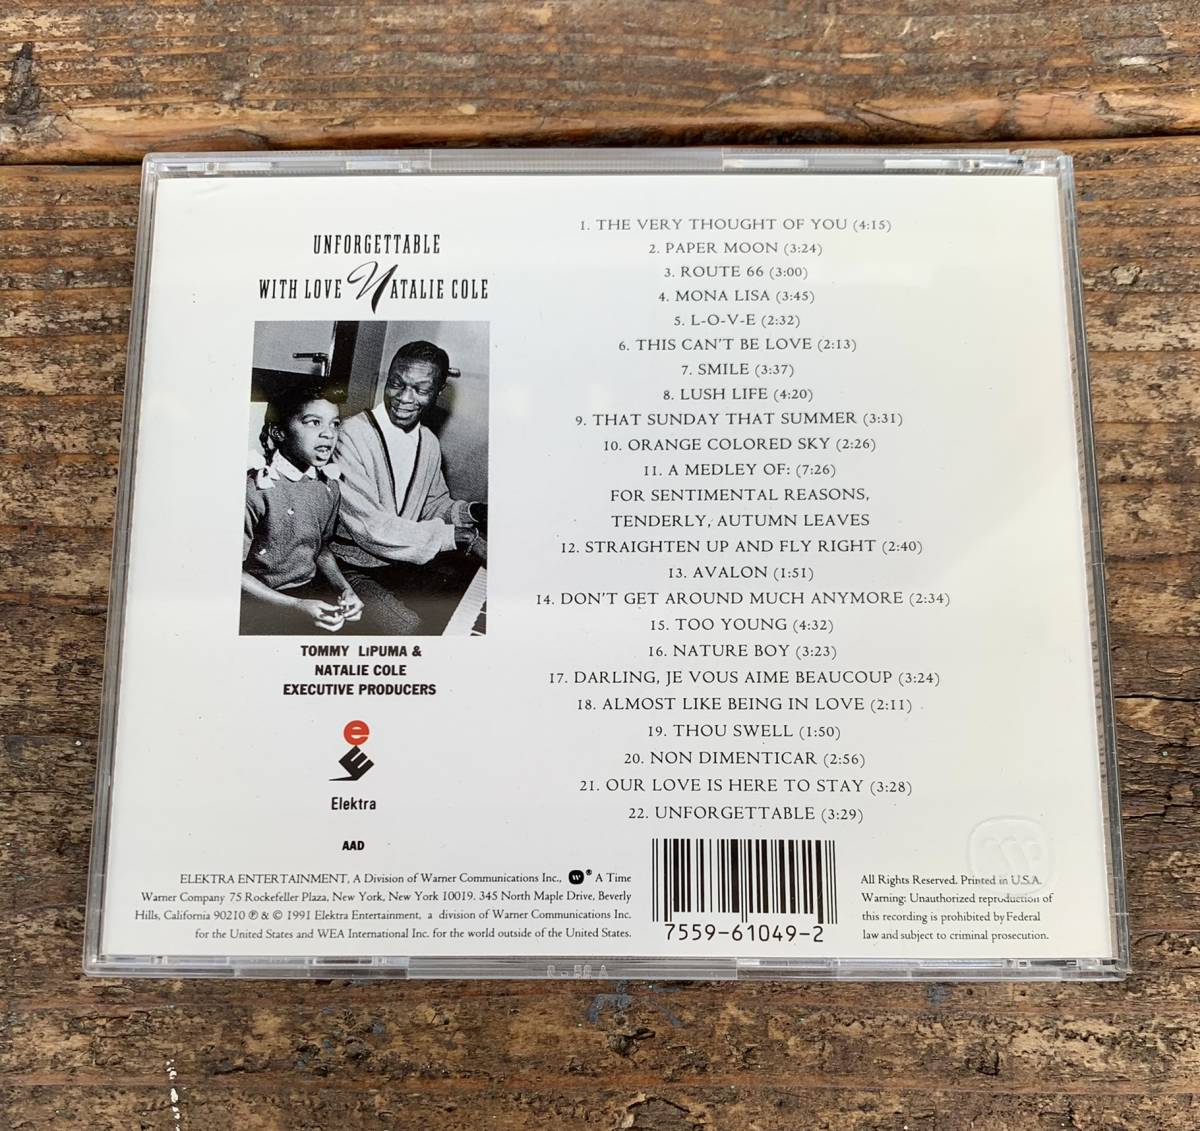 UNFORGETTABLE
WITH LOVE NATALIE COLE
TOMMY LiPUMA &
NATALIE COLE
EXECUTIVE PRODUCERS
e
E
Elektra
AAD
1. THE VERY THOUGHT OF YOU (4:15)
2. PAPER MOON (3:24)
3. ROUTE 66 (3:00)
4. MONA LISA (3:45)
5. L-O-V-E (2:32)
6. THIS CAN'T BE LOVE (2:13)
7. SMILE (3:37)
8. LUSH LIFE (4:20)
9. THAT SUNDAY THAT SUMMER (3:31)
10. ORANGE COLORED SKY (2:26)
11. A MEDLEY OF: (7:26)
FOR SENTIMENTAL REASONS,
TENDERLY, AUTUMN LEAVES
12. STRAIGHTEN UP AND FLY RIGHT (2:40)
13. AVALON (1:51)
14. DON'T GET AROUND MUCH ANYMORE (2:34)
15. TOO YOUNG (4:32)
16. NATURE BOY (3:23)
17. DARLING, JE VOUS AIME BEAUCOUP (3:24)
18. ALMOST LIKE BEING IN LOVE (2:11)
19. THOU SWELL (1:50)
20. NON DIMENTICAR (2:56)
21. OUR LOVE IS HERE TO STAY (3:28)
22. UNFORGETTABLE (3:29)
ELEKTRA ENTERTAINMENT, A Division of Warner Communications Inc., ® A Time
Warner Company 75 Rockefeller Plaza, New York, New York 10019. 345 North Maple Drive, Beverly
Hills, California 90210 ℗ & © 1991 Elektra Entertainment, a division of Warner Communications Inc.
for the United States and WEA International Inc. for the world outside of the United States.
7559-61049-2
All Rights Reserved. Printed in U.S.A.
Warning: Unauthorized reproduction of
this recording is prohibited by Federal
law and subject to criminal prosecution.